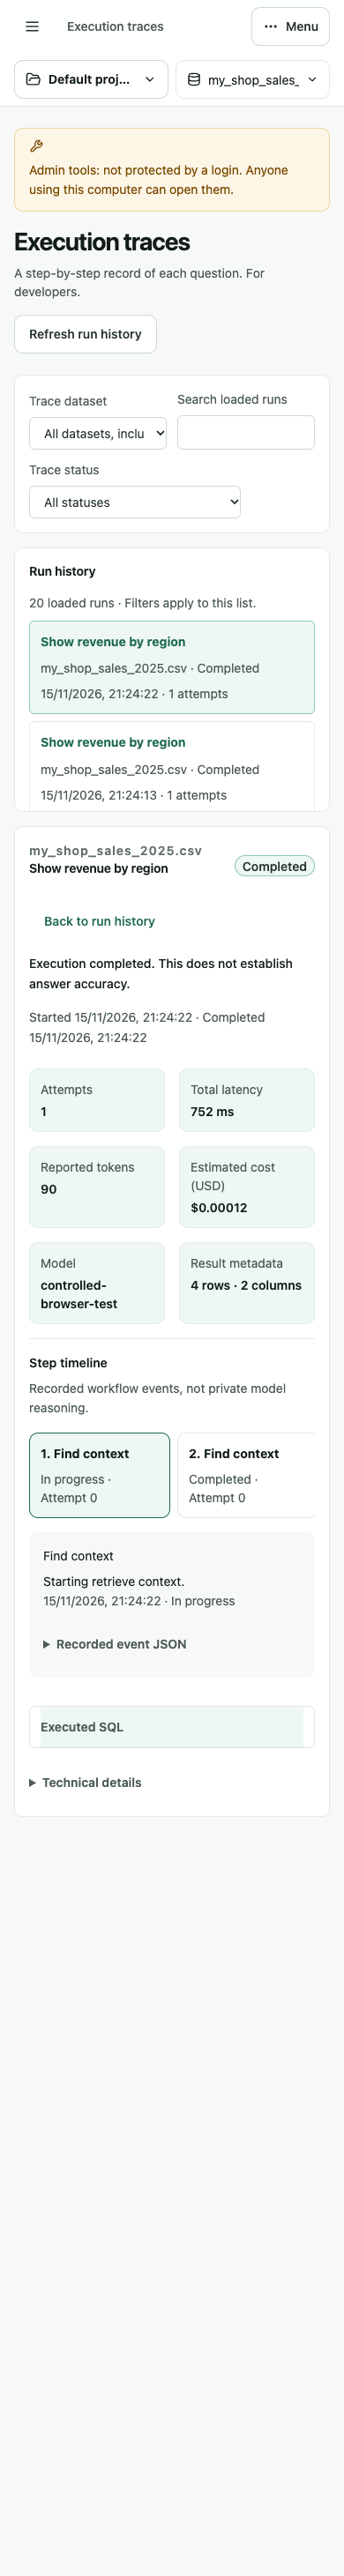 Execution traces
Menu
Default proj...
my_shop_sales_
Admin tools: not protected by a login. Anyone
using this computer can open them.
Execution traces
A step-by-step record of each question. For
developers.
Refresh run history
Trace dataset
Search loaded runs
All datasets, inclu
Trace status
All statuses
Run history
20 loaded runs · Filters apply to this list.
Show revenue by region
my_shop_sales_2025.csv · Completed
15/11/2026, 21:24:22 · 1 attempts
Show revenue by region
my_shop_sales_2025.csv · Completed
15/11/2026, 21:24:13 · 1 attempts
my_shop_sales_2025.csv
Show revenue by region
Completed
Back to run history
Execution completed. This does not establish
answer accuracy.
Started 15/11/2026, 21:24:22 · Completed
15/11/2026, 21:24:22
Attempts
1
Total latency
752 ms
Reported tokens
90
Estimated cost
(USD)
$0.00012
Model
controlled-
browser-test
Result metadata
4 rows · 2 columns
Step timeline
Recorded workflow events, not private model
reasoning.
1. Find context
In progress ·
Attempt 0
2. Find context
Completed ·
Attempt 0
Find context
Starting retrieve context.
15/11/2026, 21:24:22 · In progress
Recorded event JSON
Executed SQL
Technical details